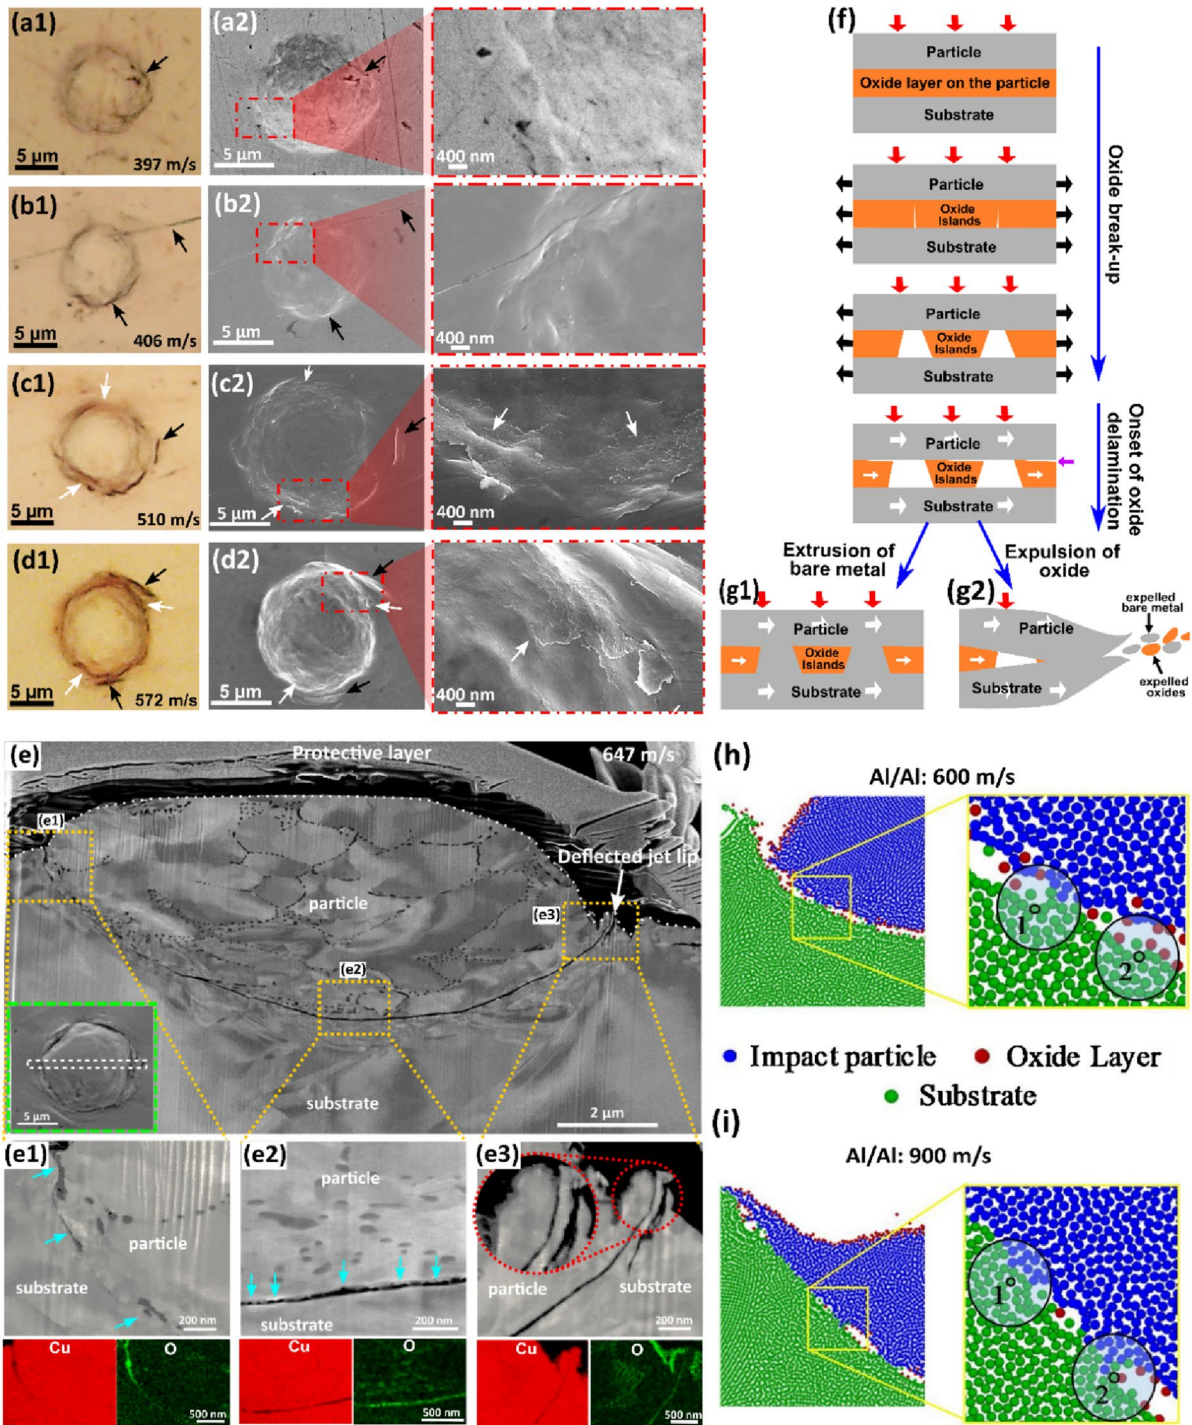 (a1)
5 µm
397 m/s
(a2)
5 µm
400 nm
(b1)
5 µm
406 m/s
(b2)
5 µm
400 nm
(c1)
5 µm
510 m/s
(c2)
5 µm
400 nm
(d1)
5 µm
572 m/s
(d2)
5 µm
400 nm
(f)
Particle
Oxide layer on the particle
Substrate
Particle
Oxide
Islands
Substrate
Particle
Oxide
Islands
Substrate
Oxide break-up
Particle
Oxide
Islands
Substrate
Onset of oxide
delamination
Extrusion of
bare metal
Expulsion of
oxide
(g1)
Particle
Oxide
Islands
Substrate
(g2)
Particle
Substrate
expelled
bare metal
expelled
oxides
(e)
Protective layer
647 m/s
(e1)
Deflected jet lip
particle
(e3)
(e2)
substrate
5 µm
2 µm
(e1)
particle
substrate
200 nm
Cu
O
500 nm
(e2)
particle
substrate
200 nm
Cu
O
500 nm
(e3)
particle
substrate
200 nm
Cu
O
500 nm
(h)
Al/Al: 600 m/s
1
2
Impact particle
Oxide Layer
Substrate
(i)
Al/Al: 900 m/s
1
2